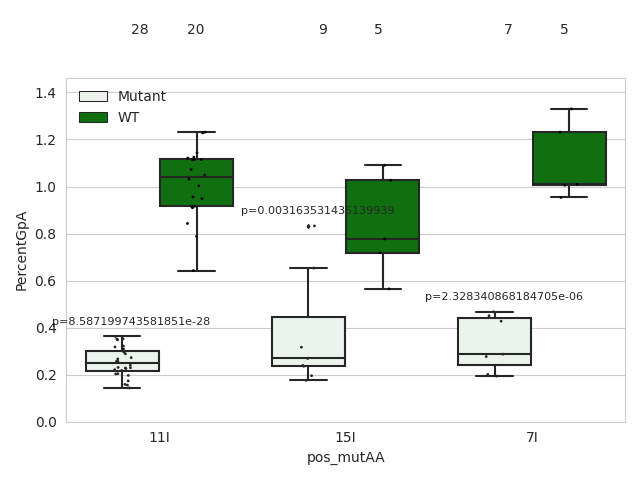 28 20 9 5 7 5
1.4
Mutant
WT
1.2
1.0
p=0.003163531435139939
0.8
PercentGpA
0.6
p=2.328340868184705e-06
0.4
p=8.587199743581851e-28
0.2
0.0
11I 15I 7I
pos_mutAA